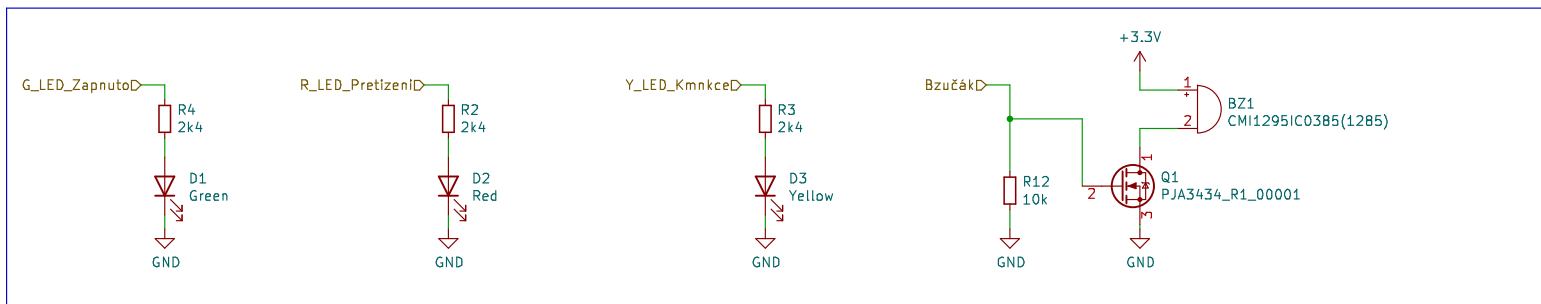 G_LED_Zapnuto
R4
2k4
D1
Green
GND
R_LED_Pretizeni
R2
2k4
D2
Red
GND
Y_LED_Kmnkce
R3
2k4
D3
Yellow
GND
Bzučák
R12
10k
GND
+3.3V
1
+
2
BZ1
CMI1295IC0385(1285)
1
2
3
Q1
PJA3434_R1_00001
GND